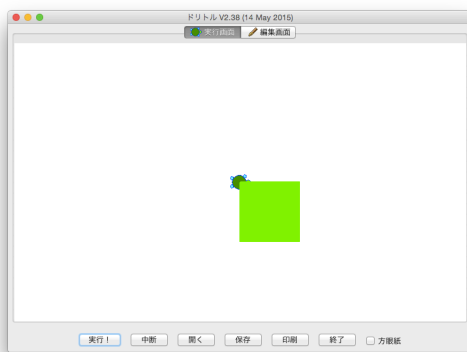 ドリトル V2.38 (14 May 2015)
実行画面 編集画面
実行！ 中断 開く 保存 印刷 終了 方眼紙